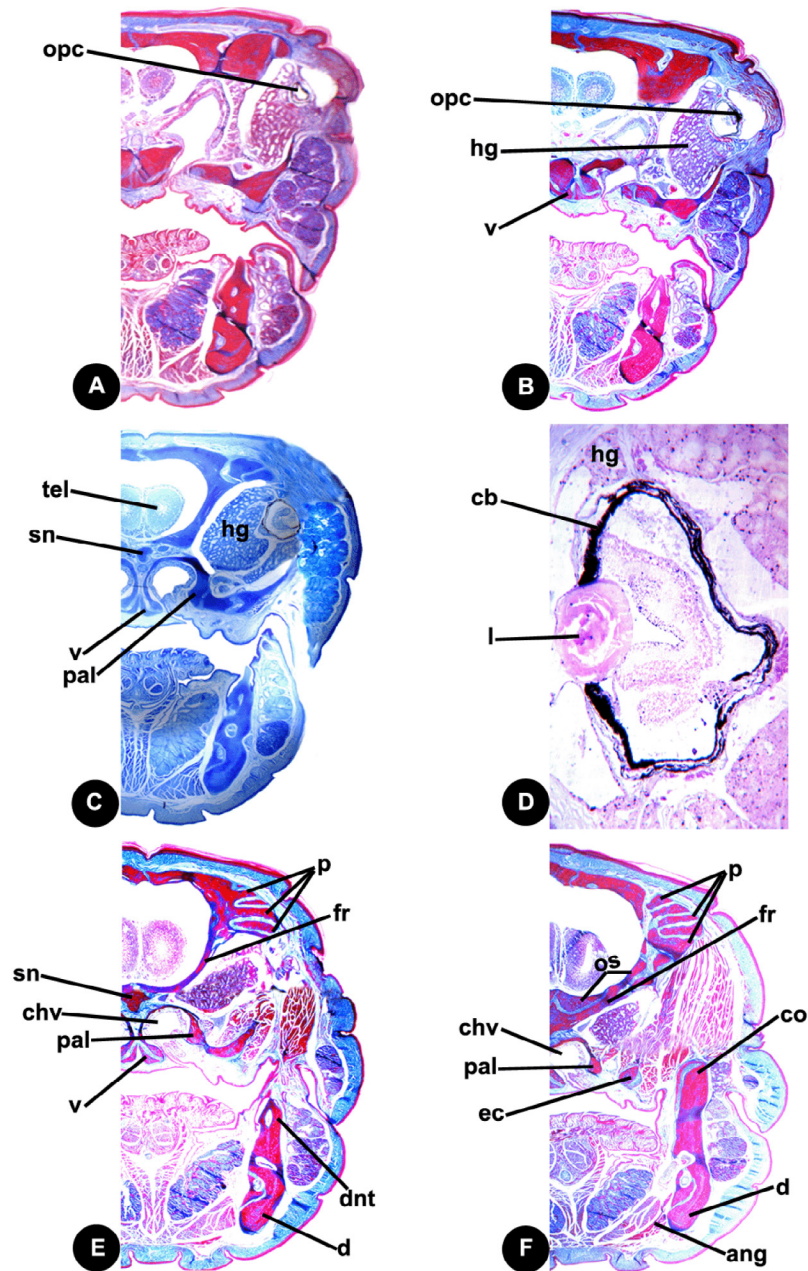 opc
A
opc
hg
v
B
tel
sn
hg
v
pal
C
hg
cb
l
D
p
fr
sn
chv
pal
v
dnt
d
E
p
fr
os
co
chv
pal
ec
d
ang
F